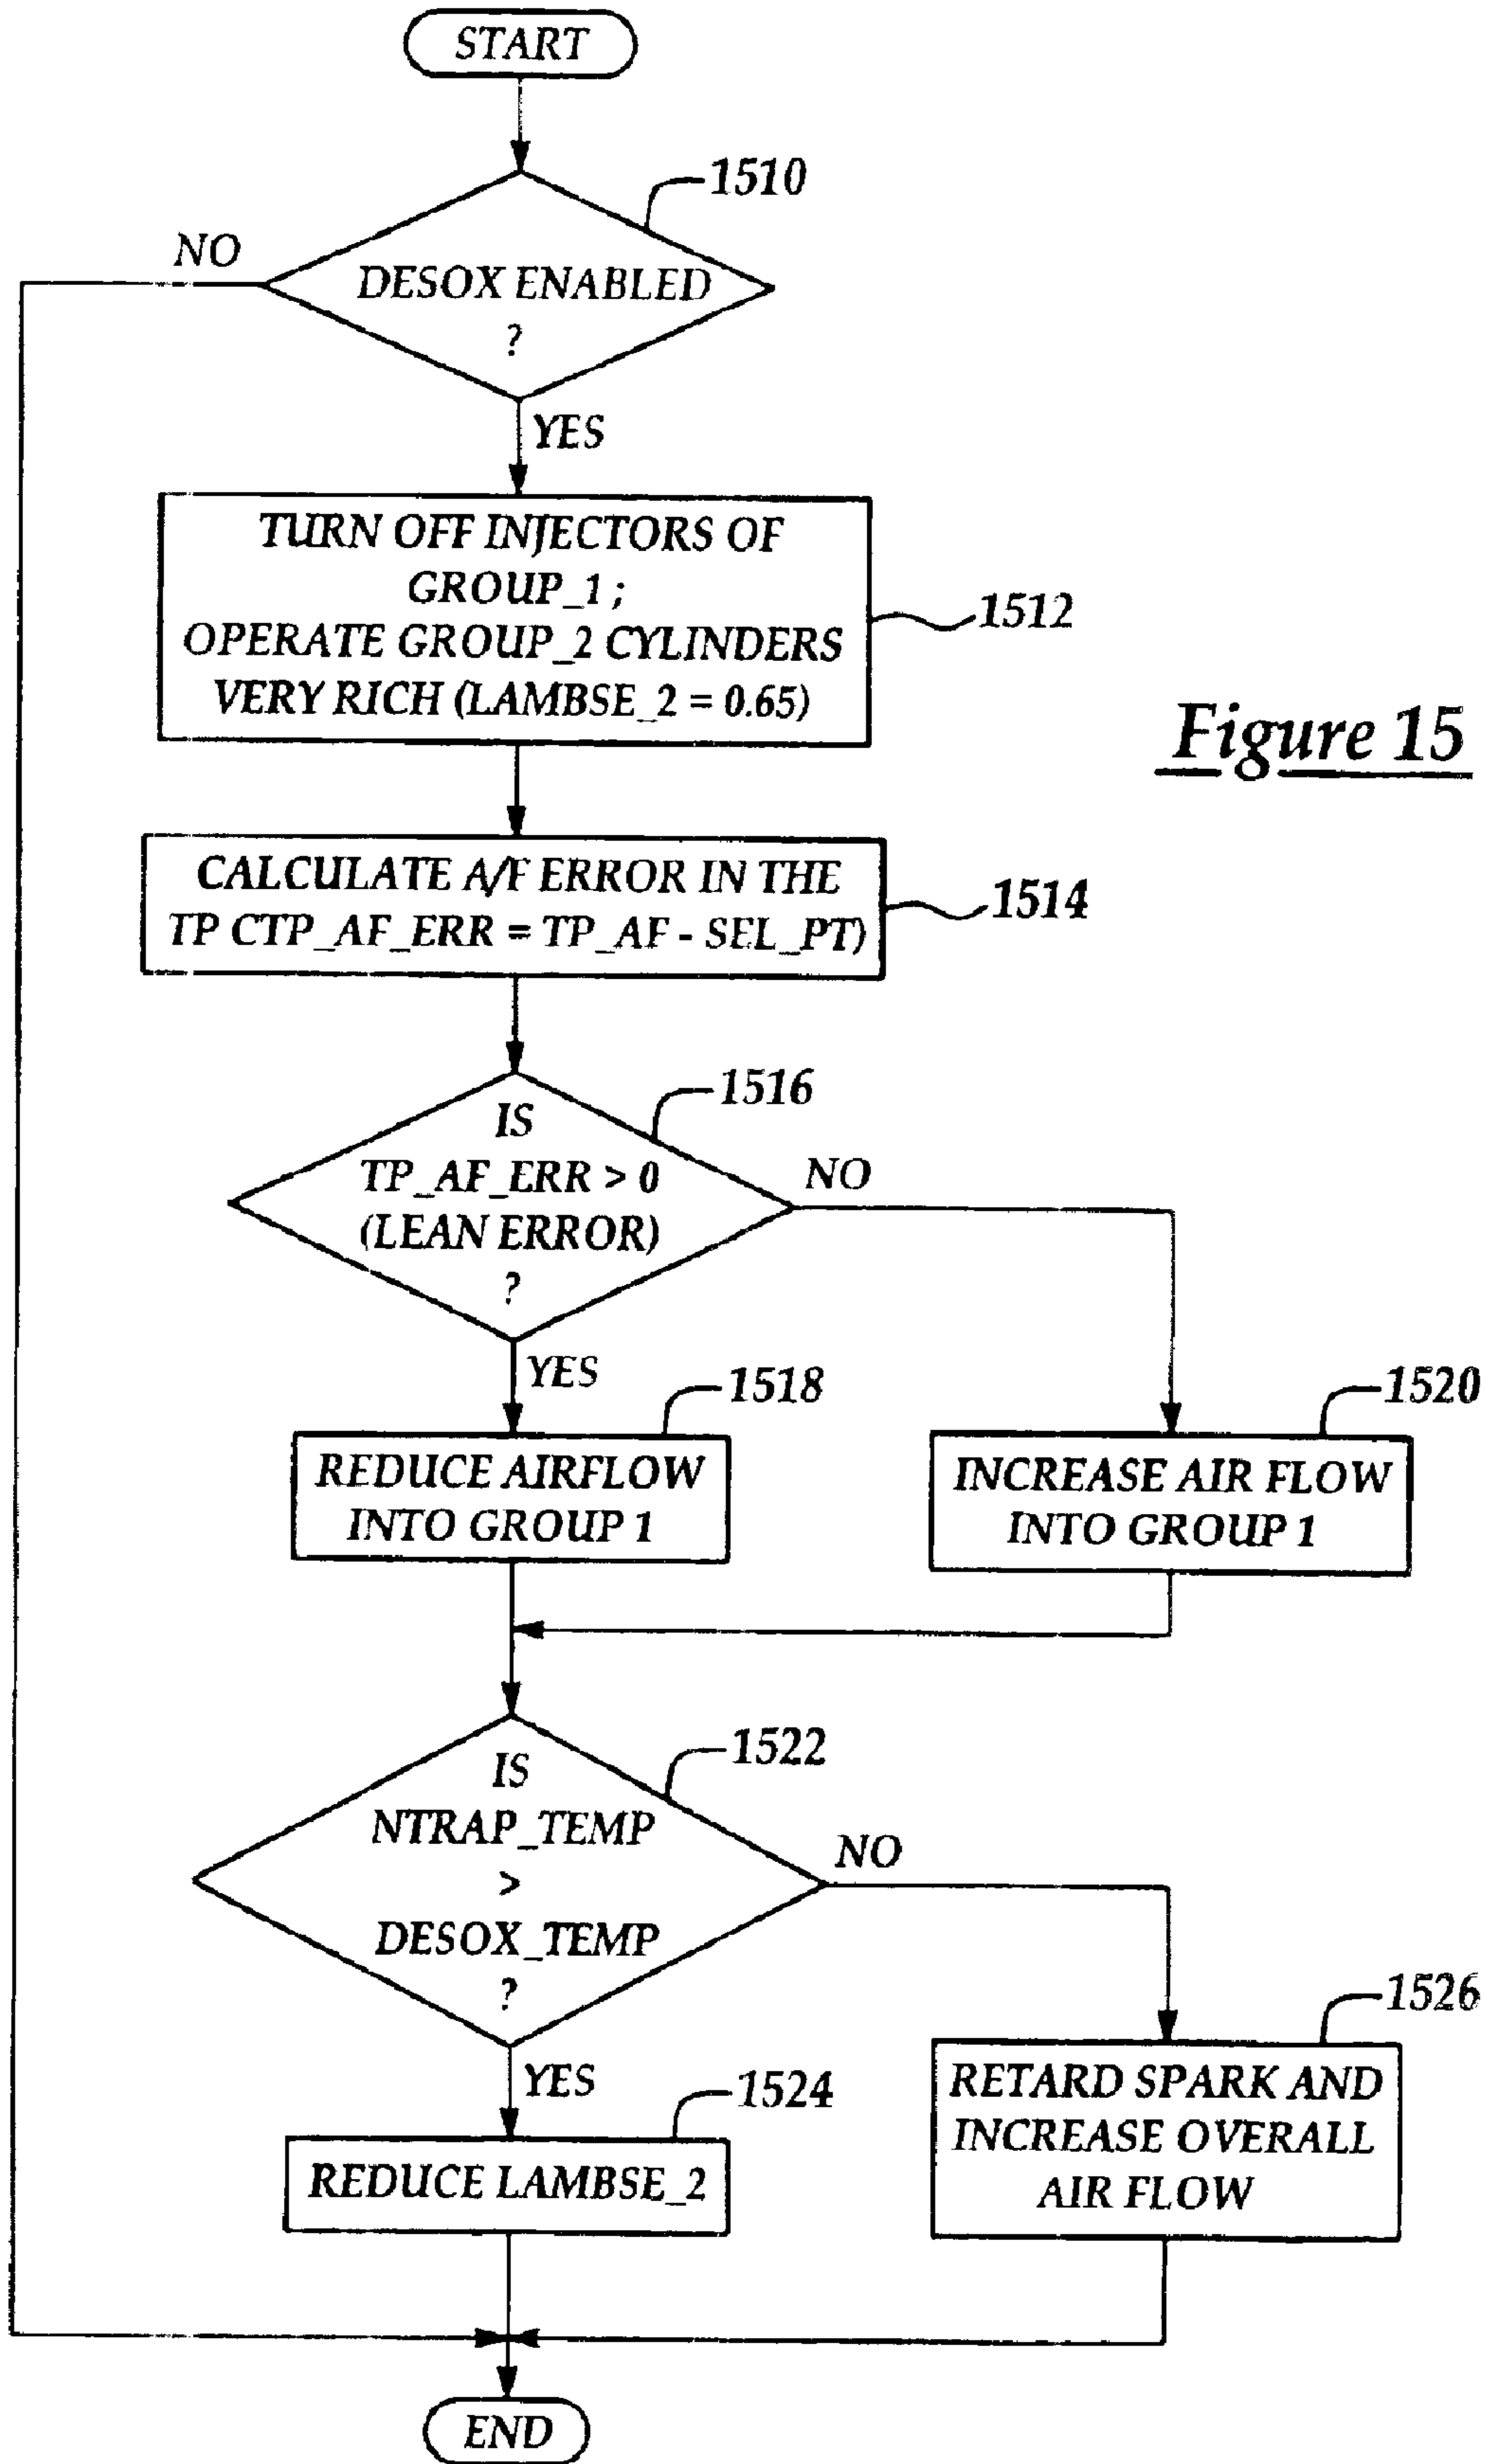 START
1510
NO
DESOX ENABLED
?
YES
TURN OFF INJECTORS OF
GROUP_1 ;
OPERATE GROUP_2 CYLINDERS
VERY RICH (LAMBSE_2 = 0.65)
1512
Figure 15
CALCULATE A/F ERROR IN THE
TP CTP_AF_ERR = TP_AF - SEL_PT)
1514
1516
IS
TP_AF_ERR > 0
(LEAN ERROR)
?
NO
YES
1518
1520
REDUCE AIRFLOW
INTO GROUP 1
INCREASE AIR FLOW
INTO GROUP 1
1522
IS
NTRAP_TEMP
>
DESOX_TEMP
?
NO
YES
1524
1526
REDUCE LAMBSE_2
RETARD SPARK AND
INCREASE OVERALL
AIR FLOW
END